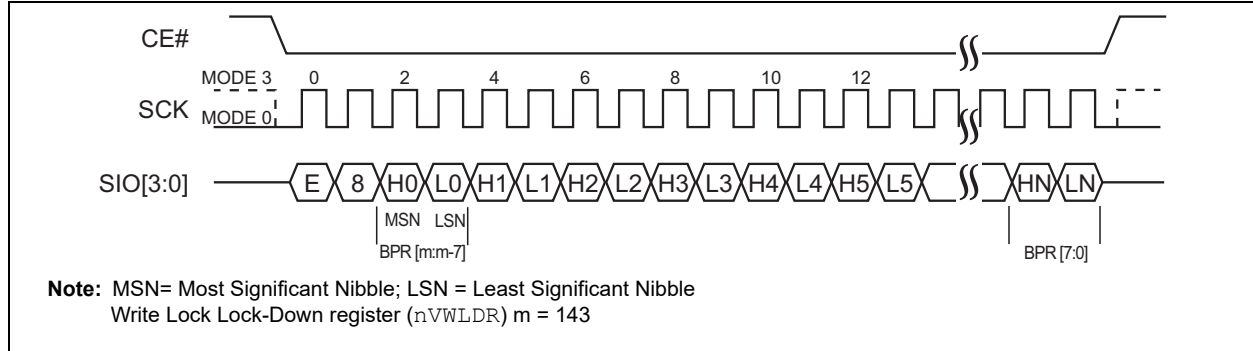 CE#
MODE 3 0 2 4 6 8 10 12
SCK MODE 0
SIO[3:0] E 8 H0 L0 H1 L1 H2 L2 H3 L3 H4 L4 H5 L5 HN LN
MSN LSN
BPR [m:m-7] BPR [7:0]
Note: MSN= Most Significant Nibble; LSN = Least Significant Nibble
Write Lock Lock-Down register (nVWLDR) m = 143